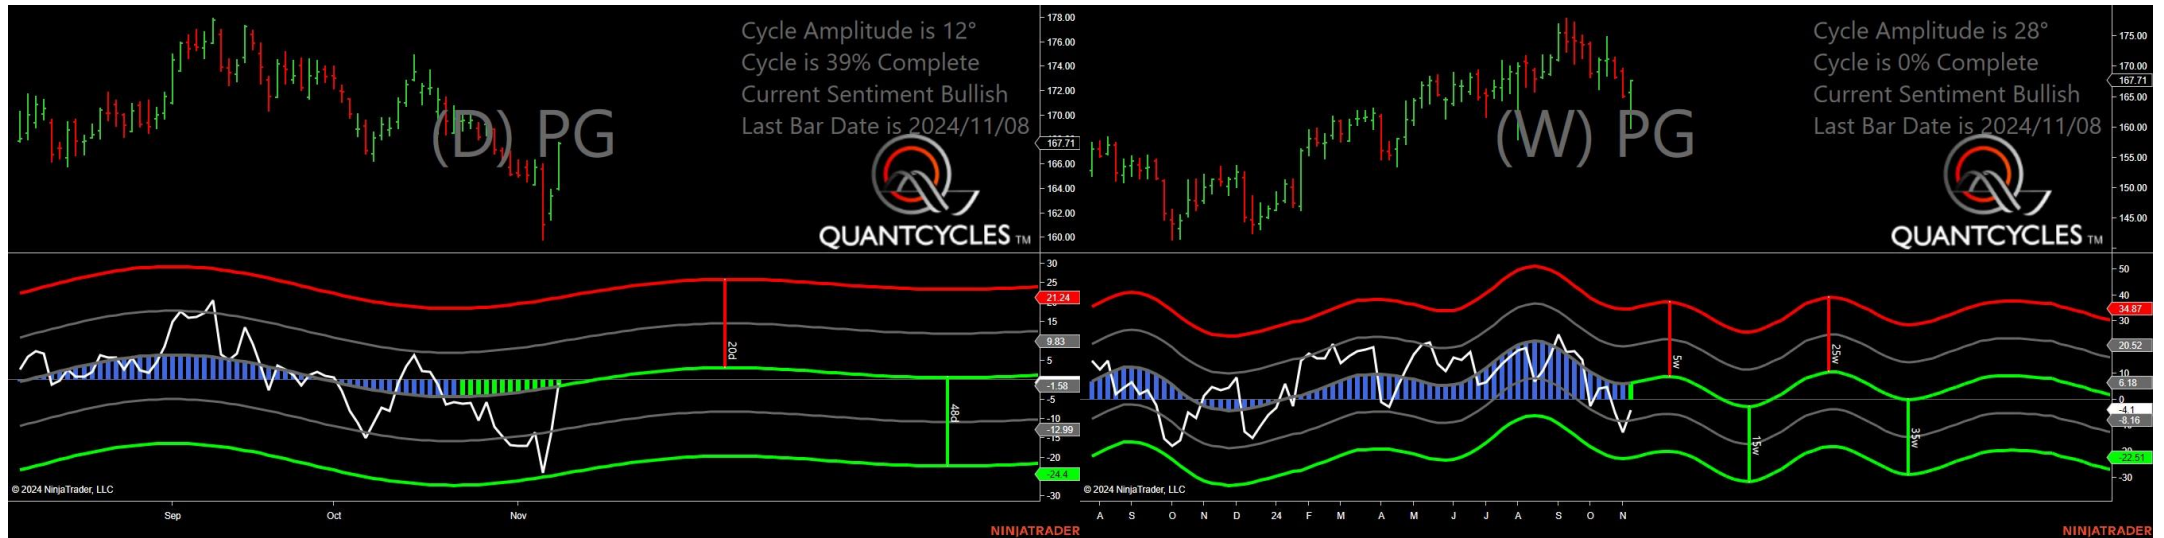 Cycle Amplitude is 12°
Cycle is 39% Complete
Current Sentiment Bullish
Last Bar Date is 2024/11/08
(D) PG
QUANTCYCLES TM
178.00
176.00
174.00
172.00
170.00
167.71
166.00
164.00
162.00
160.00
30
25
21.24
15
9.83
5
-1.58
-5
-10
-12.99
-15
-20
-24.4
-30
20d
48d
© 2024 NinjaTrader, LLC
Sep
Oct
Nov
NINJATRADER
Cycle Amplitude is 28°
Cycle is 0% Complete
Current Sentiment Bullish
Last Bar Date is 2024/11/08
(W) PG
QUANTCYCLES TM
175.00
170.00
167.71
165.00
160.00
155.00
150.00
145.00
50
40
34.87
30
20.52
10
6.18
0
-4.1
-8.16
-22.51
-30
5w
15w
25w
35w
© 2024 NinjaTrader, LLC
A S O N D 24 F M A M J J A S O N
NINJATRADER